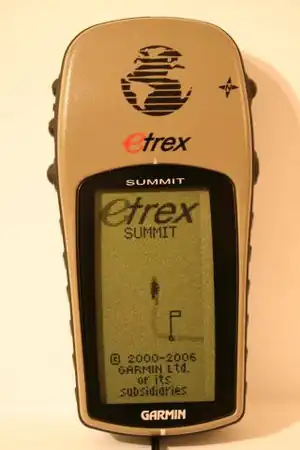 etrex
SUMMIT
etrex
SUMMIT
© 2000-2006
GARMIN Ltd.
or its
subsidiaries
GARMIN